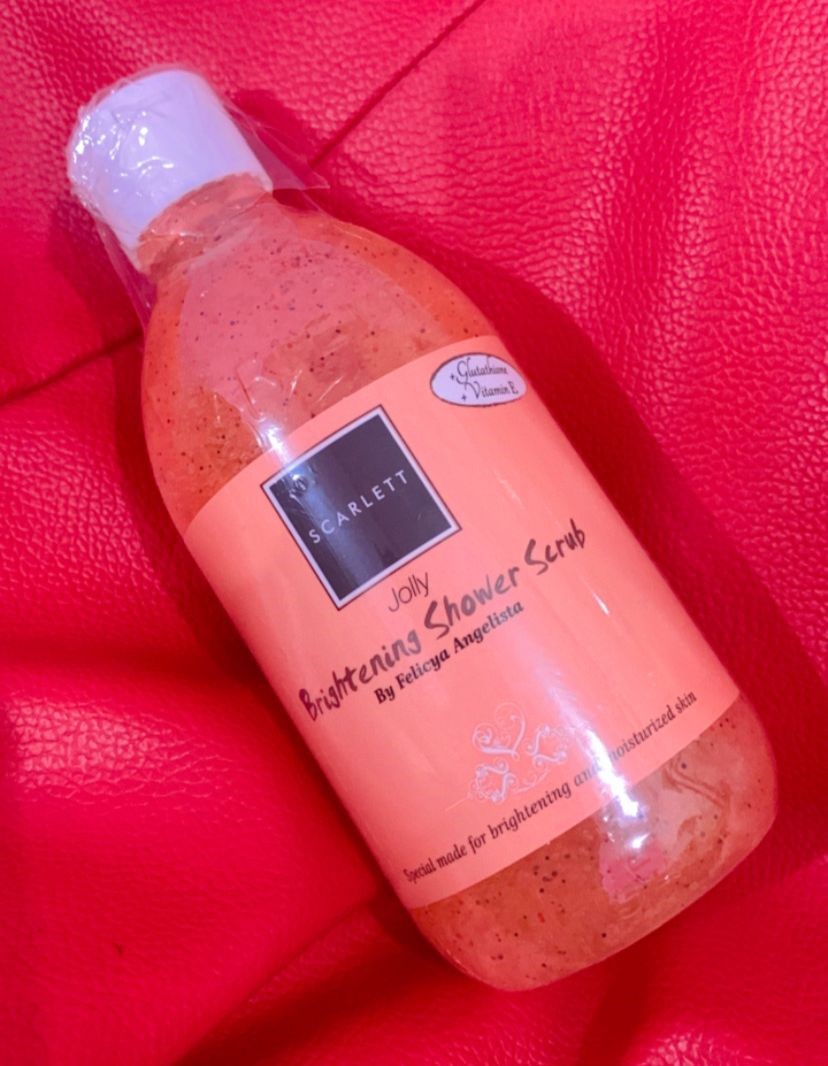 Glutathione
Vitamin E
SCARLETT
Jolly
Brightening Shower Scrub
By Felicya Angelista
Special made for brightening and moisturized skin